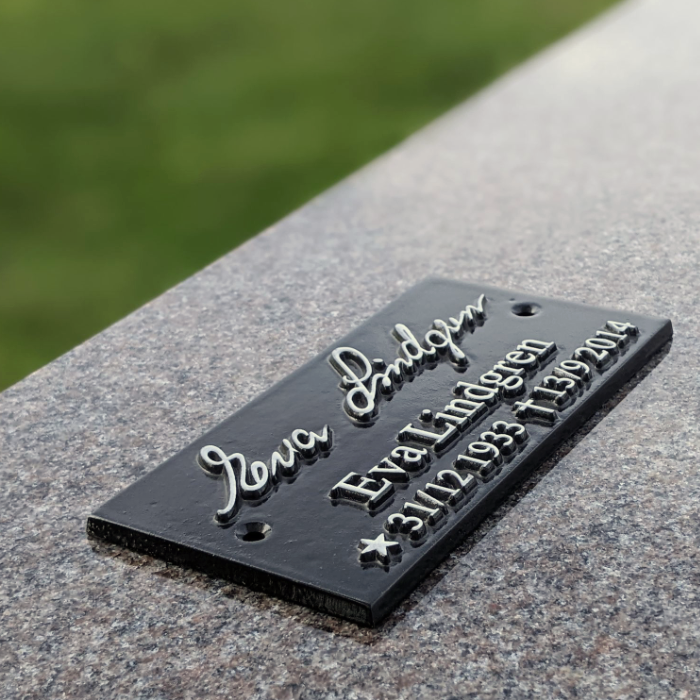 Eva Lindgren
Eva Lindgren
★ 31/12 1933 † 13/9 2014